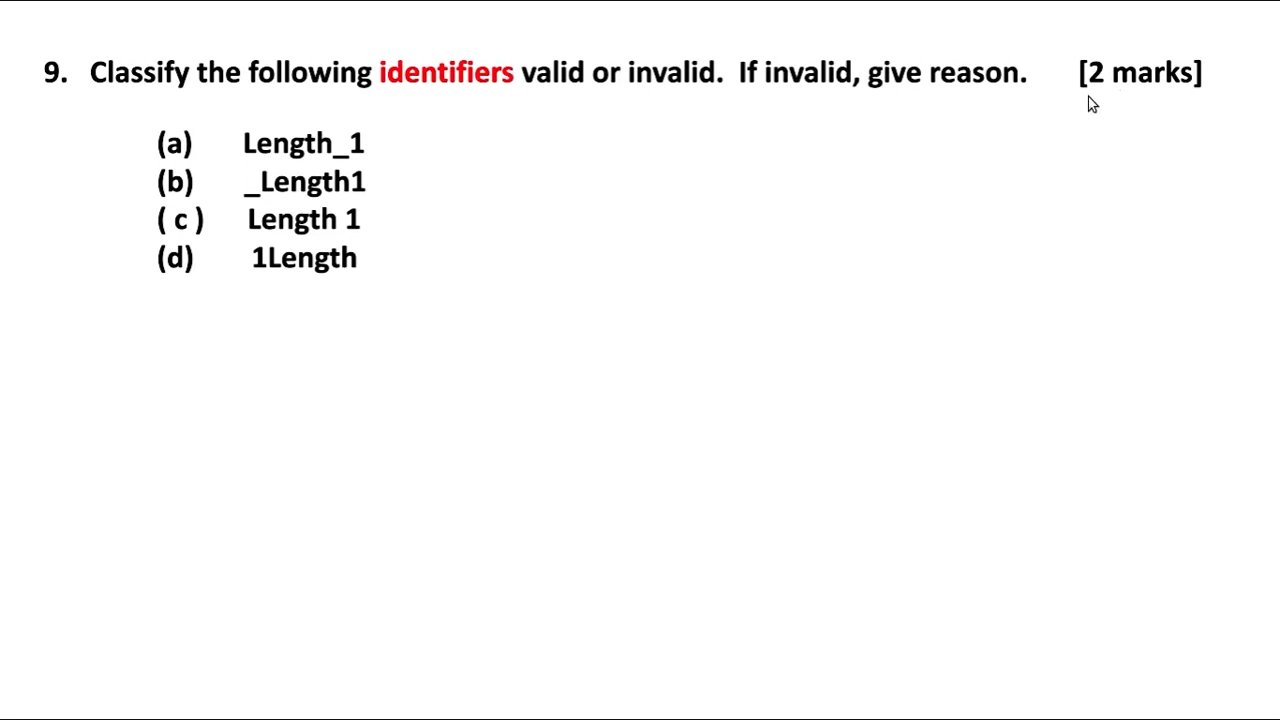 9. Classify the following identifiers valid or invalid. If invalid, give reason. [2 marks]
(a) Length_1
(b) _Length1
( c ) Length 1
(d) 1Length